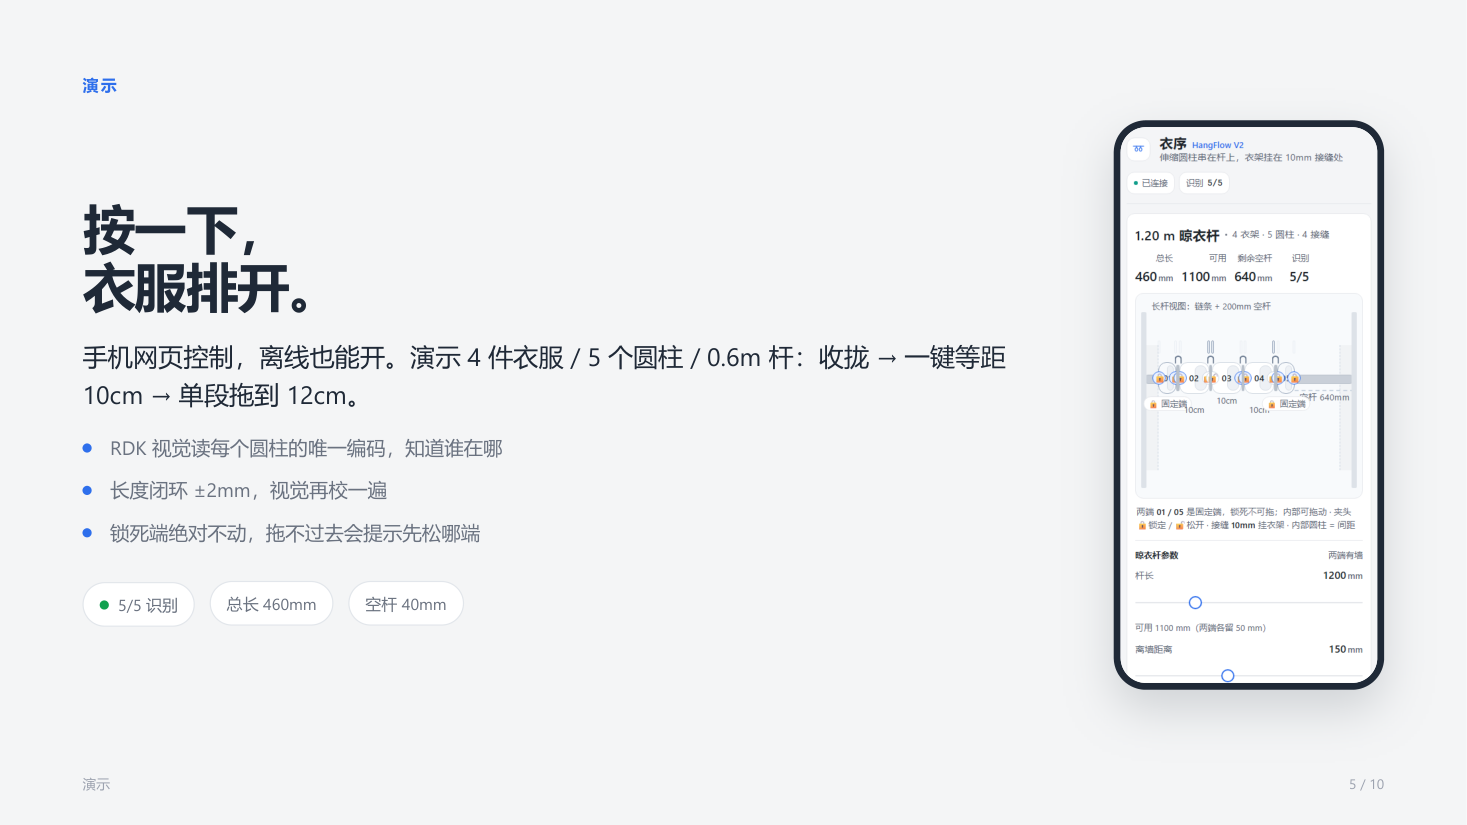 演示
按一下，
衣服排开。
手机网页控制，离线也能开。演示 4 件衣服 / 5 个圆柱 / 0.6m 杆：收拢 → 一键等距
10cm → 单段拖到 12cm。
RDK 视觉读每个圆柱的唯一编码，知道谁在哪
长度闭环 ±2mm，视觉再校一遍
锁死端绝对不动，拖不过去会提示先松哪端
5/5 识别 总长 460mm 空杆 40mm
衣序 HangFlow V2
伸缩圆柱串在杆上，衣架挂在 10mm 接缝处
已连接 识别 5/5
1.20 m 晾衣杆 · 4 衣架 · 5 圆柱 · 4 接缝
总长 可用 剩余空杆 识别
460mm 1100mm 640mm 5/5
长杆视图：链条 + 200mm 空杆
02 03 04
空杆 640mm
固定端 10cm 10cm 10cm 固定端
两端 01 / 05 是固定端，锁死不可拖；内部可拖动 · 夹头
🔒锁定 / 🔓松开 · 接缝 10mm 挂衣架 · 内部圆柱 = 间距
晾衣杆参数 两端有墙
杆长 1200mm
可用 1100 mm（两端各留 50 mm）
离墙距离 150mm
演示 5 / 10